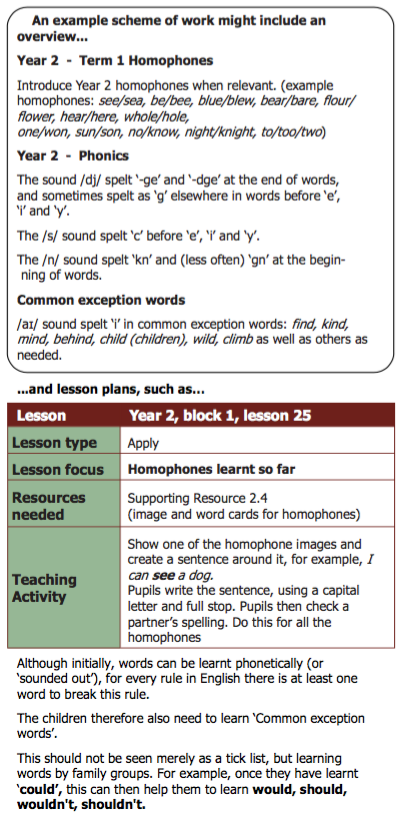 An example scheme of work might include an
overview...
Year 2 - Term 1 Homophones
Introduce Year 2 homophones when relevant. (example
homophones: see/sea, be/bee, blue/blew, bear/bare, flour/
flower, hear/here, whole/hole,
one/won, sun/son, no/know, night/knight, to/too/two)
Year 2 - Phonics
The sound /dj/ spelt '-ge' and '-dge' at the end of words,
and sometimes spelt as 'g' elsewhere in words before 'e',
'i' and 'y'.
The /s/ sound spelt 'c' before 'e', 'i' and 'y'.
The /n/ sound spelt 'kn' and (less often) 'gn' at the begin-
ning of words.
Common exception words
/aɪ/ sound spelt 'i' in common exception words: find, kind,
mind, behind, child (children), wild, climb as well as others as
needed.
...and lesson plans, such as...
Lesson Year 2, block 1, lesson 25
Lesson type Apply
Lesson focus Homophones learnt so far
Resources needed Supporting Resource 2.4
(image and word cards for homophones)
Teaching Activity
Show one of the homophone images and
create a sentence around it, for example, I
can see a dog.
Pupils write the sentence, using a capital
letter and full stop. Pupils then check a
partner's spelling. Do this for all the
homophones
Although initially, words can be learnt phonetically (or
'sounded out'), for every rule in English there is at least one
word to break this rule.
The children therefore also need to learn 'Common exception
words'.
This should not be seen merely as a tick list, but learning
words by family groups. For example, once they have learnt
'could', this can then help them to learn would, should,
wouldn't, shouldn't.